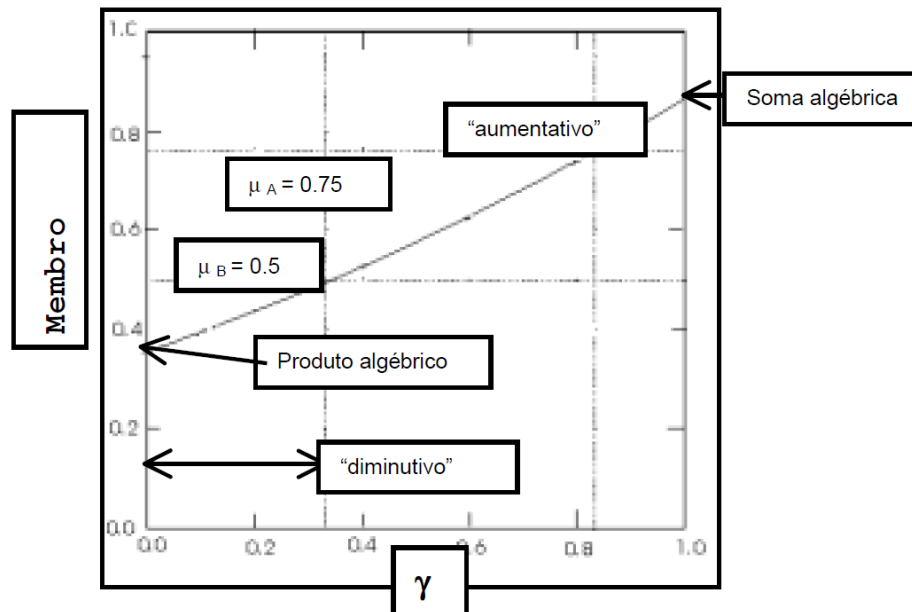 1.0
Soma algébrica
“aumentativo”
0.8
μ A = 0.75
Membro
0.6
μ B = 0.5
0.4
Produto algébrico
0.2
“diminutivo”
0.0
0.0 0.2 0.4 0.6 0.8 1.0
γ